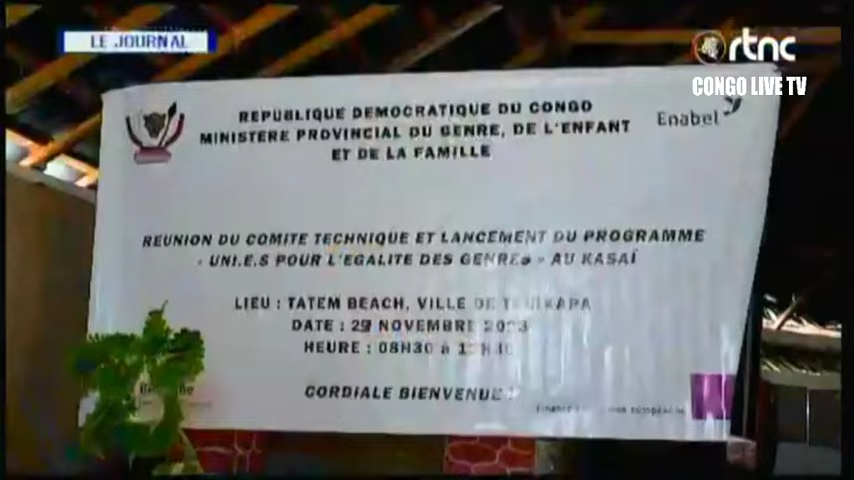 LE JOURNAL
rtnc
CONGO LIVE TV
REPUBLIQUE DEMOCRATIQUE DU CONGO
MINISTERE PROVINCIAL DU GENRE, DE L'ENFANT
ET DE LA FAMILLE
Enabel
REUNION DU COMITE TECHNIQUE ET LANCEMENT DU PROGRAMME
« UNI.E.S POUR L'EGALITE DES GENRES » AU KASAÏ
LIEU : TATEM BEACH, VILLE DE
DATE : NOVEMBRE
HEURE : 08H30 à
CORDIALE BIENVENUE